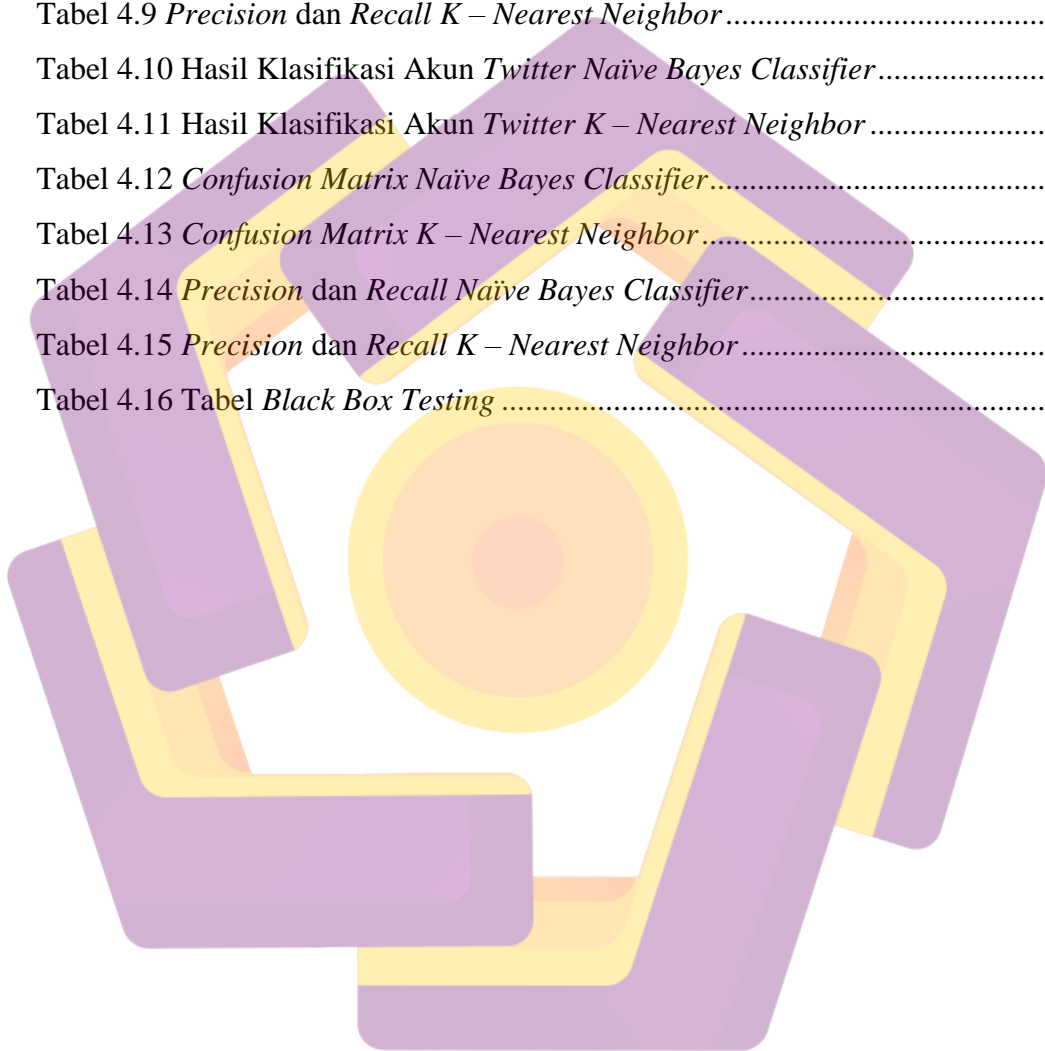 Tabel 4.9 Precision dan Recall K – Nearest Neighbor ......................................
Tabel 4.10 Hasil Klasifikasi Akun Twitter Naïve Bayes Classifier ....................
Tabel 4.11 Hasil Klasifikasi Akun Twitter K – Nearest Neighbor .....................
Tabel 4.12 Confusion Matrix Naïve Bayes Classifier ........................................
Tabel 4.13 Confusion Matrix K – Nearest Neighbor .........................................
Tabel 4.14 Precision dan Recall Naïve Bayes Classifier ...................................
Tabel 4.15 Precision dan Recall K – Nearest Neighbor ....................................
Tabel 4.16 Tabel Black Box Testing ..................................................................